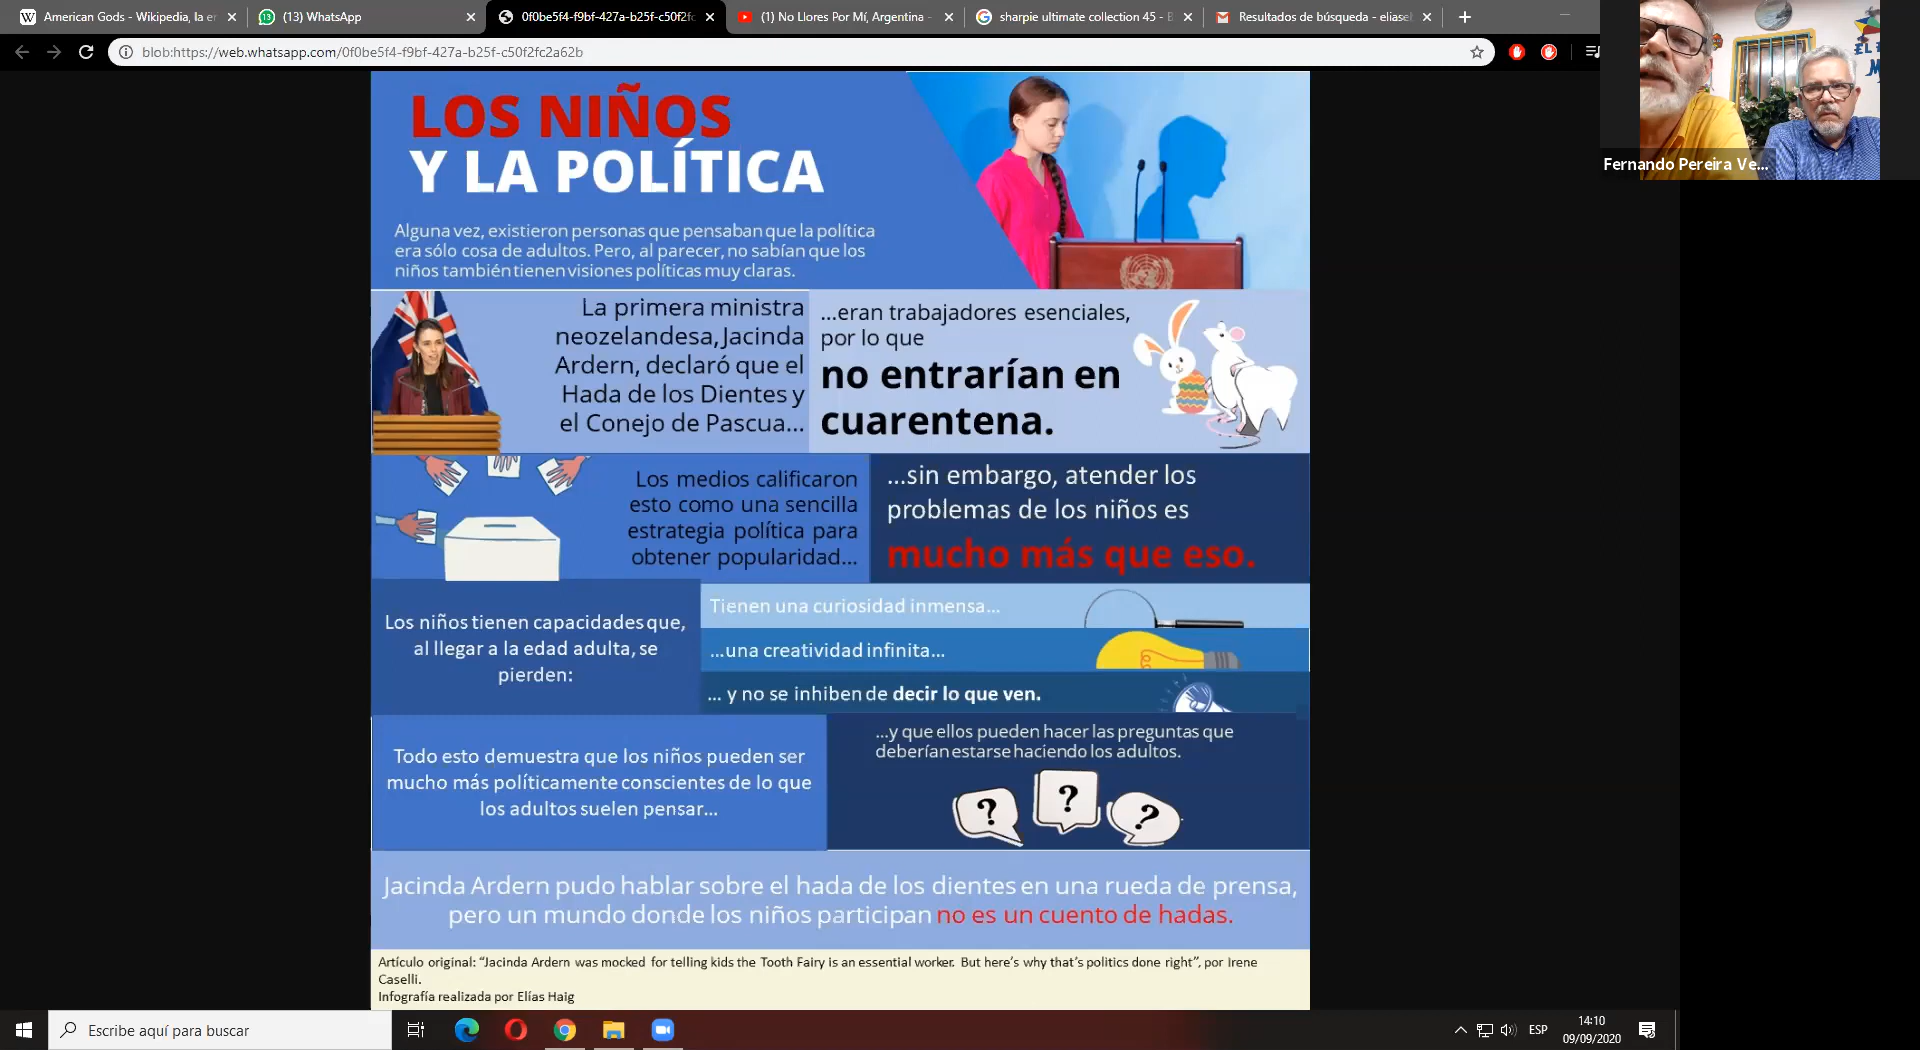 American Gods - Wikipedia, la er
(13) WhatsApp
0f0be5f4-f9bf-427a-b25f-c50f2fc
(1) No Llores Por Mí, Argentina -
sharpie ultimate collection 45 - B
Resultados de búsqueda - eliasel
blob:https://web.whatsapp.com/0f0be5f4-f9bf-427a-b25f-c50f2fc2a62b
EL
Fernando Pereira Ve...
LOS NIÑOS
Y LA POLÍTICA
Alguna vez, existieron personas que pensaban que la política
era sólo cosa de adultos. Pero, al parecer, no sabían que los
niños también tienen visiones políticas muy claras.
La primera ministra
neozelandesa, Jacinda
Ardern, declaró que el
Hada de los Dientes y
el Conejo de Pascua...
...eran trabajadores esenciales,
por lo que
no entrarían en
cuarentena.
Los medios calificaron
esto como una sencilla
estrategia política para
obtener popularidad...
...sin embargo, atender los
problemas de los niños es
mucho más que eso.
Los niños tienen capacidades que,
al llegar a la edad adulta, se
pierden:
Tienen una curiosidad inmensa...
...una creatividad infinita...
... y no se inhiben de decir lo que ven.
Todo esto demuestra que los niños pueden ser
mucho más políticamente conscientes de lo que
los adultos suelen pensar...
...y que ellos pueden hacer las preguntas que
deberían estarse haciendo los adultos.
? ? ?
Jacinda Ardern pudo hablar sobre el hada de los dientes en una rueda de prensa,
pero un mundo donde los niños participan no es un cuento de hadas.
Artículo original: “Jacinda Ardern was mocked for telling kids the Tooth Fairy is an essential worker. But here’s why that’s politics done right”, por Irene
Caselli.
Infografía realizada por Elías Haig
Escribe aquí para buscar
ESP
14:10
09/09/2020